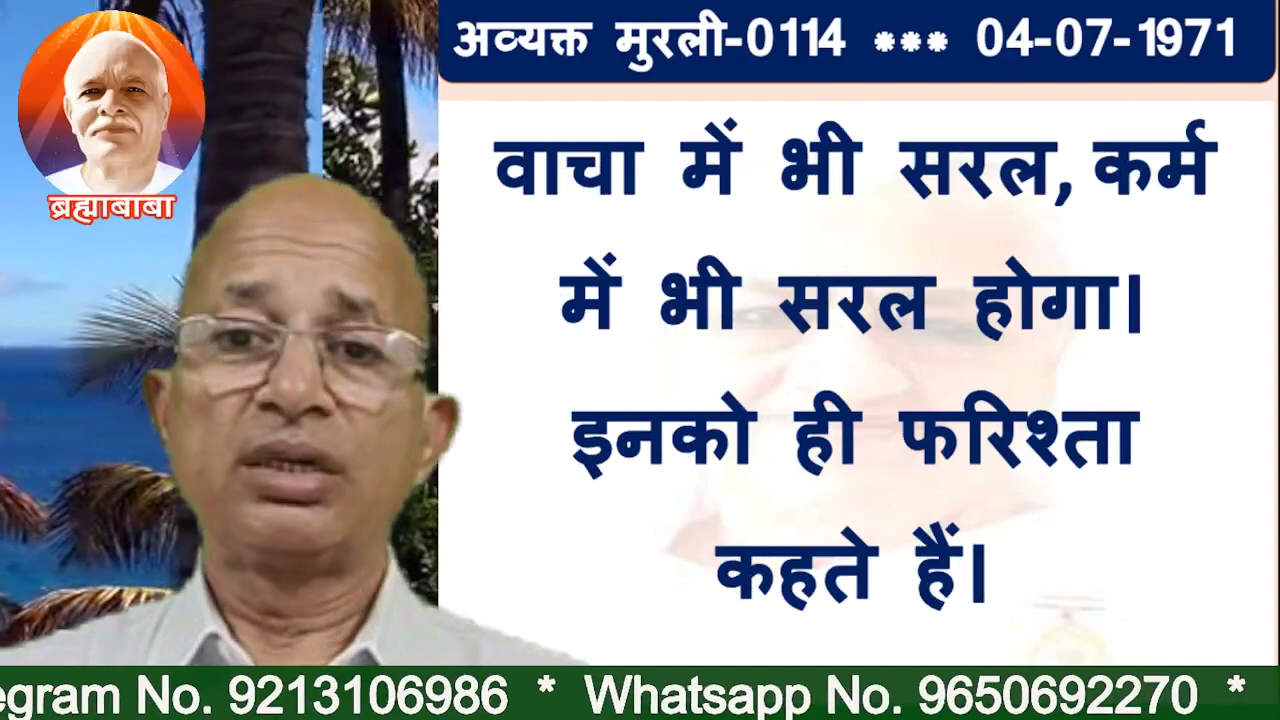 अव्यक्त मुरली-0114 *** 04-07-1971
ब्रह्माबाबा
वाचा में भी सरल, कर्म
में भी सरल होगा।
इनको ही फरिश्ता
कहते हैं।
egram No. 9213106986 * Whatsapp No. 9650692270 *